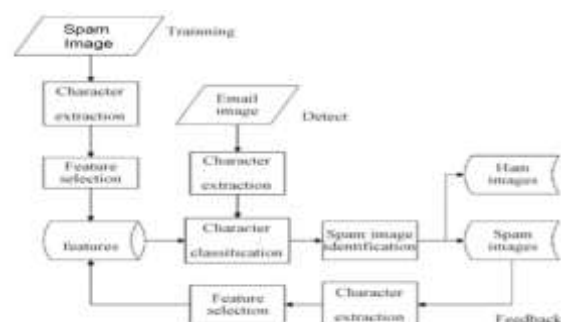 Spam
Image
Trainning
Character
extraction
Email
image
Detect
Feature
selection
Character
extraction
Ham
images
features
Character
classification
Spam image
identification
Spam
images
Feature
selection
Character
extraction
Feedback